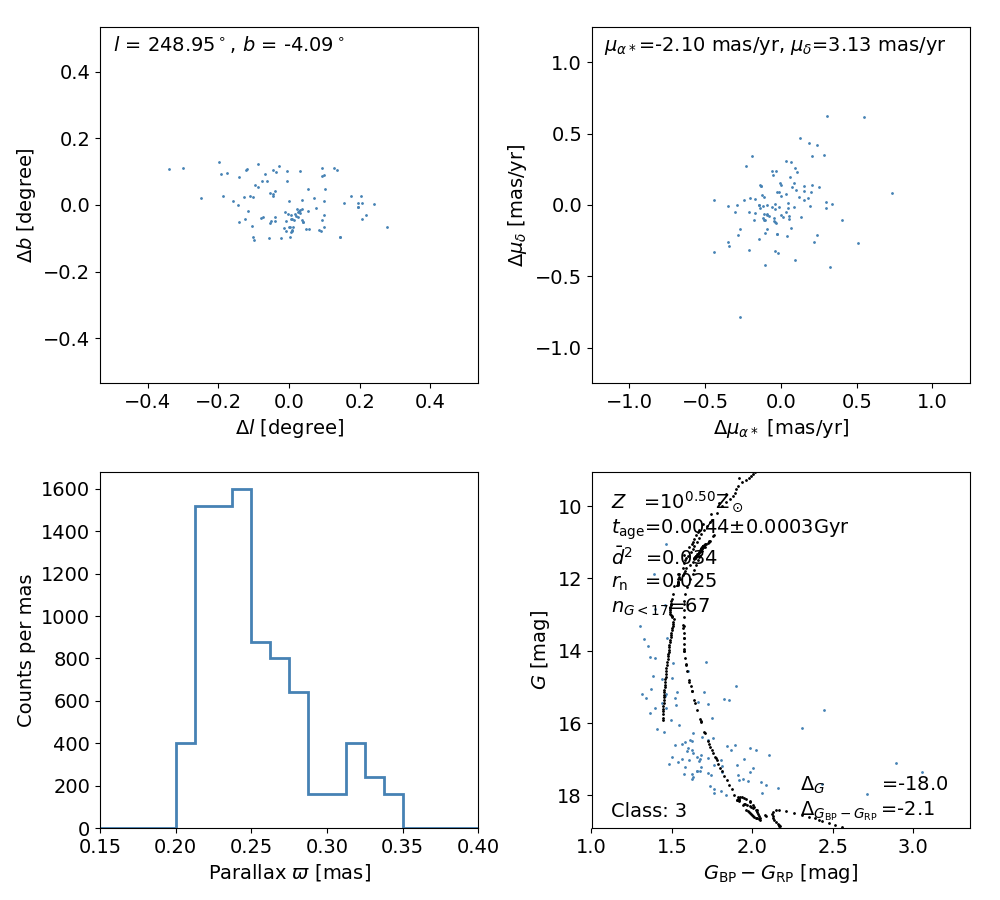 l = 248.95°, b = -4.09°
0.4
0.2
0.0
−0.2
−0.4
Δb [degree]
−0.4 −0.2 0.0 0.2 0.4
Δl [degree]
μα*=-2.10 mas/yr, μδ=3.13 mas/yr
1.0
0.5
0.0
−0.5
−1.0
Δμδ [mas/yr]
−1.0 −0.5 0.0 0.5 1.0
Δμα* [mas/yr]
1600
1400
1200
1000
800
600
400
200
0
Counts per mas
0.15 0.20 0.25 0.30 0.35 0.40
Parallax ϖ [mas]
Z =10^0.50 Z⊙
t_age=0.0044±0.0003Gyr
d̄² =0.034
r_n =0.025
n_G<17=67
10
12
14
16
18
G [mag]
Δ_G =-18.0
Class: 3 Δ_GBP−GRP =-2.1
1.0 1.5 2.0 2.5 3.0
G_BP − G_RP [mag]